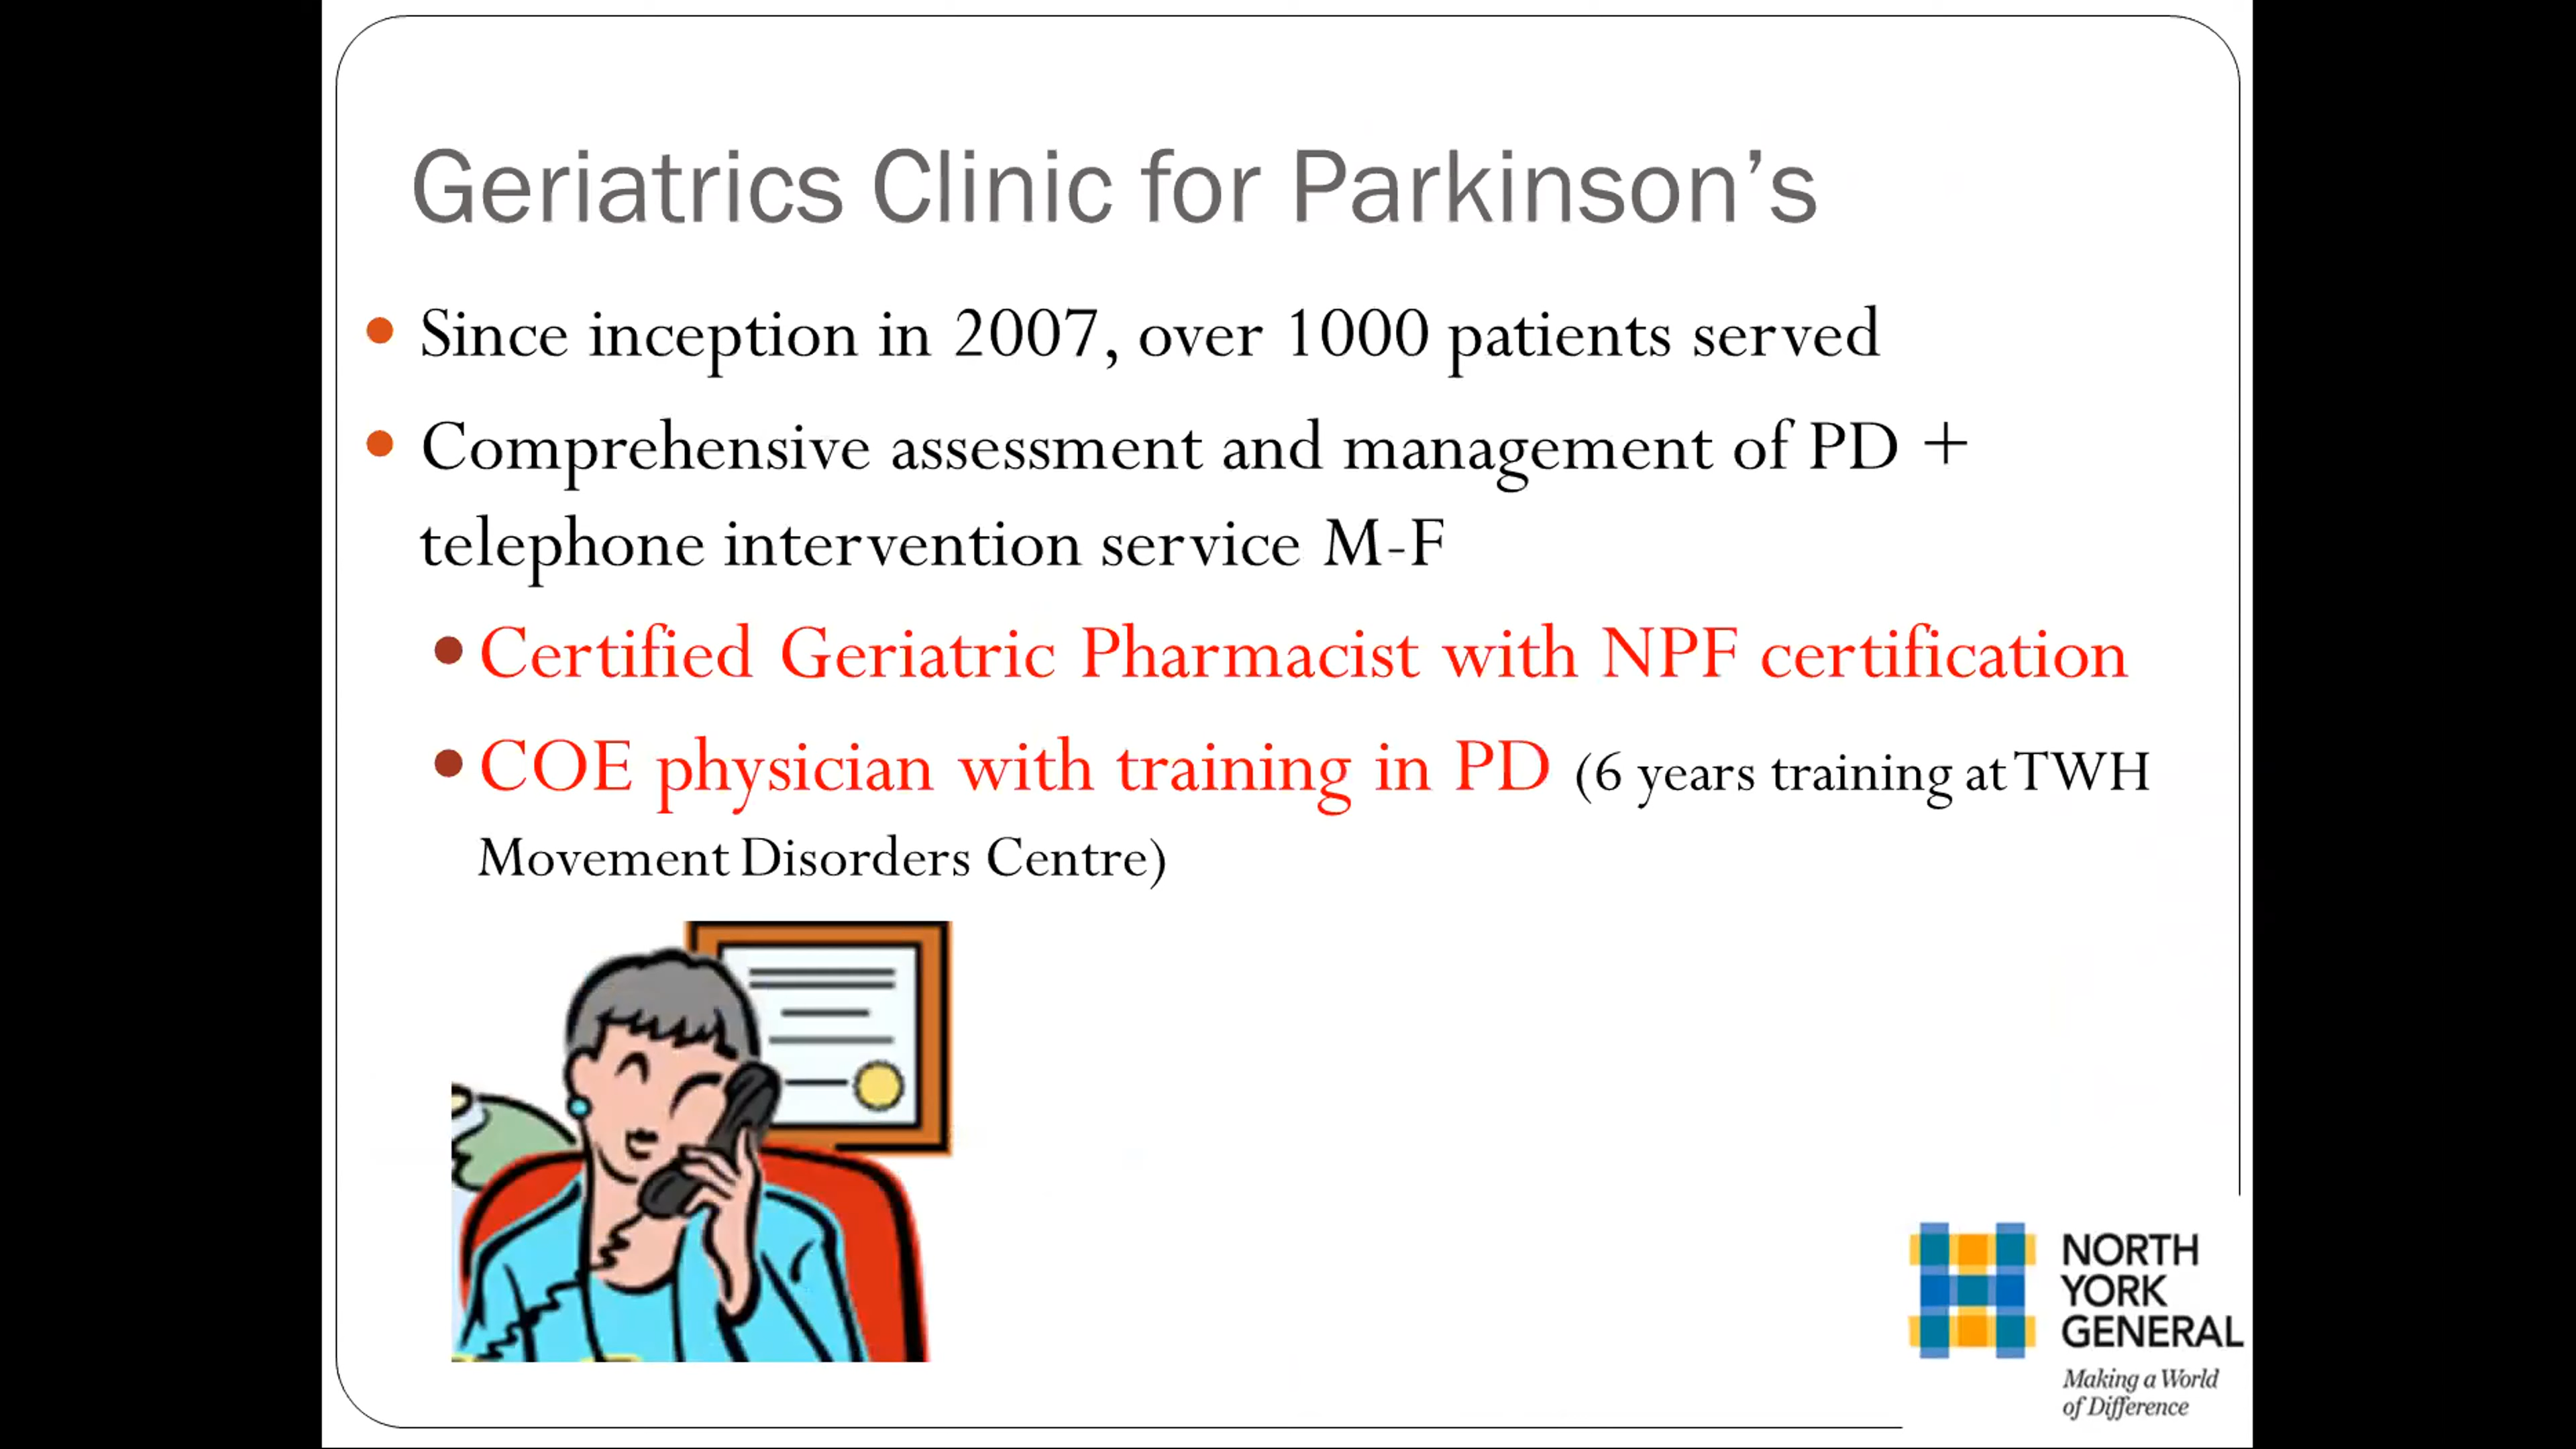 Geriatrics Clinic for Parkinson’s
Since inception in 2007, over 1000 patients served
Comprehensive assessment and management of PD +
telephone intervention service M-F
Certified Geriatric Pharmacist with NPF certification
COE physician with training in PD (6 years training at TWH
Movement Disorders Centre)
NORTH
YORK
GENERAL
Making a World
of Difference